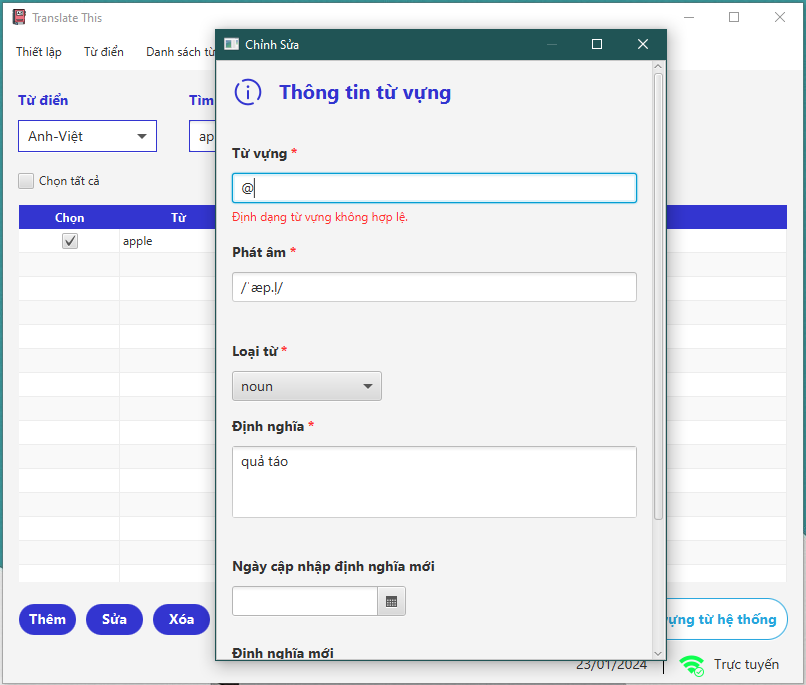 Translate This
Thiết lập Từ điển Danh sách từ
Từ điển
Tìm
Anh-Việt
ap
Chọn tất cả
Chọn Từ
apple
Thêm Sửa Xóa
từ hệ thống
23/01/2024 Trực tuyến
Chỉnh Sửa
Thông tin từ vựng
Từ vựng *
@
Định dạng từ vựng không hợp lệ.
Phát âm *
/ˈæp.l̩/
Loại từ *
noun
Định nghĩa *
quả táo
Ngày cập nhập định nghĩa mới
Định nghĩa mới